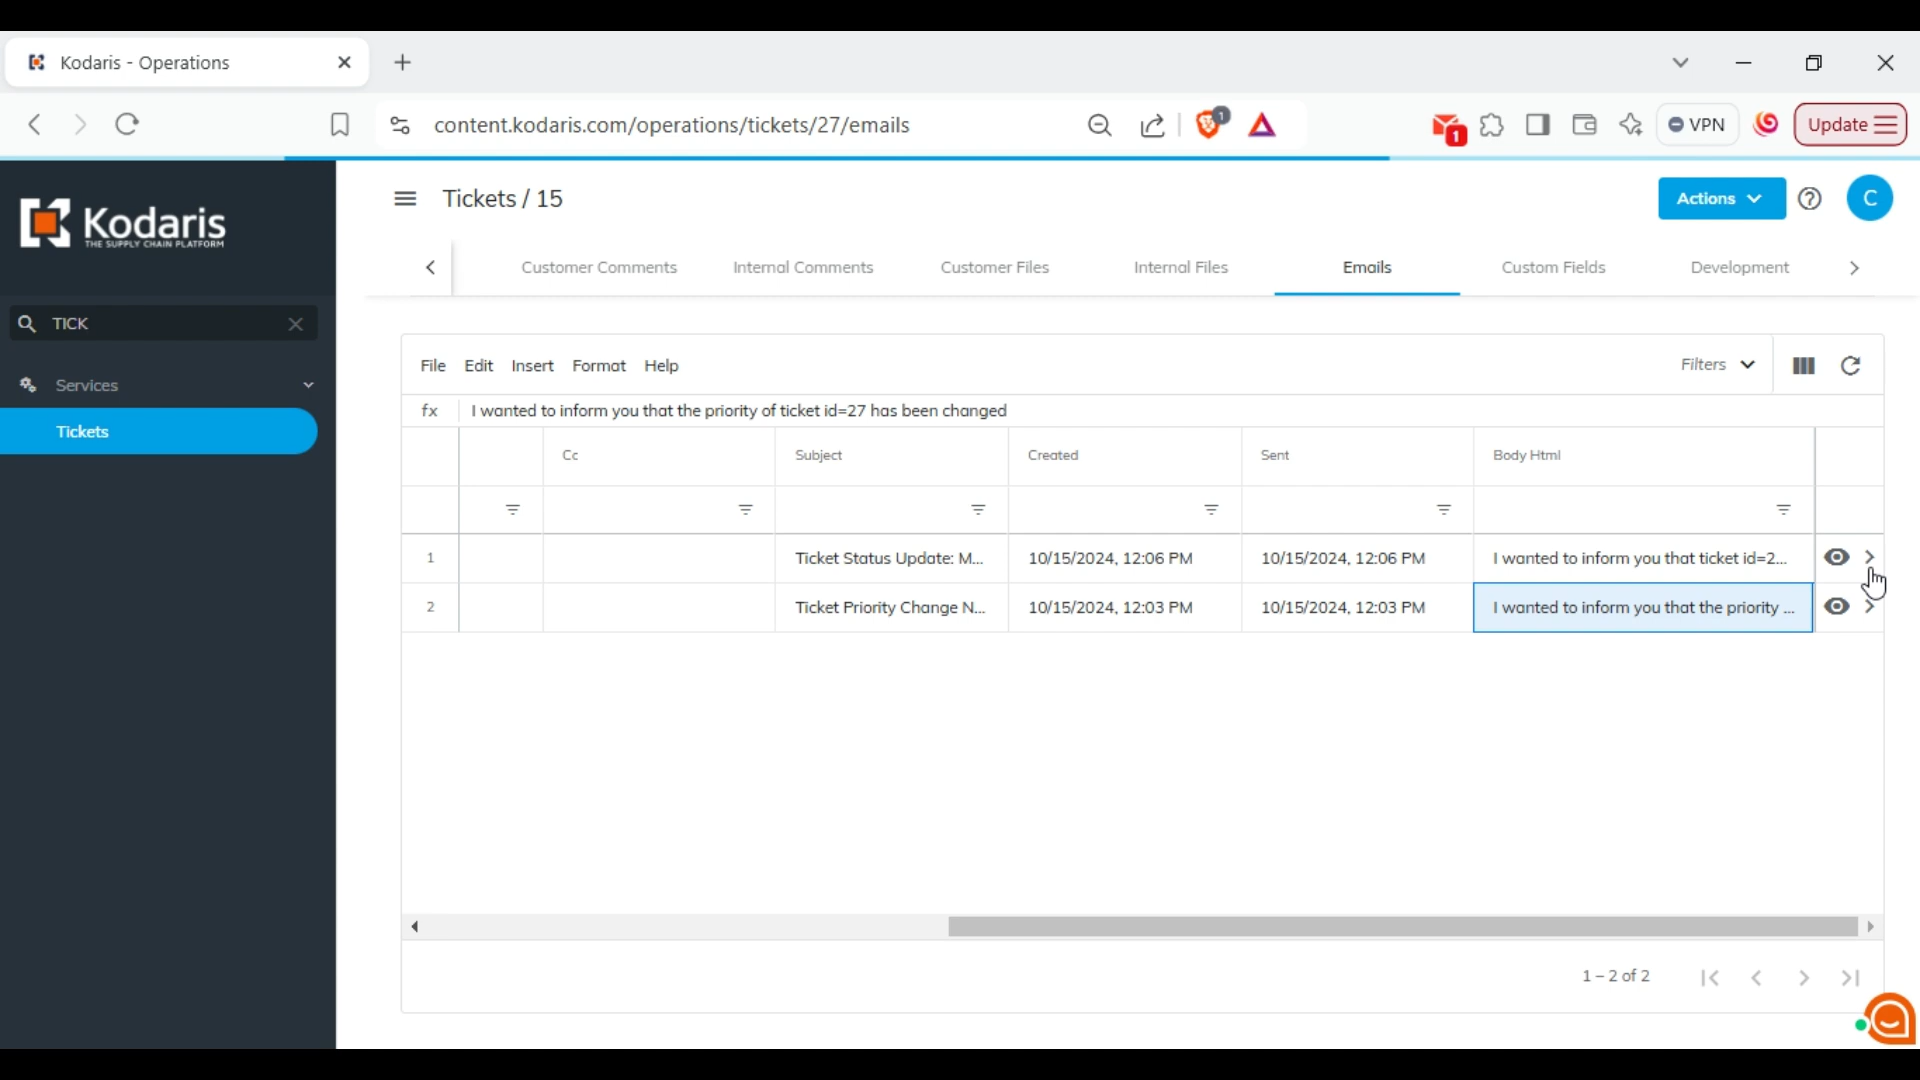 Kodaris - Operations
content.kodaris.com/operations/tickets/27/emails
1
1
VPN
Update
Kodaris
THE SUPPLY CHAIN PLATFORM
Tickets / 15
Actions
C
Customer Comments
Internal Comments
Customer Files
Internal Files
Emails
Custom Fields
Development
TICK
Services
Tickets
File Edit Insert Format Help
Filters
fx I wanted to inform you that the priority of ticket id=27 has been changed
Cc Subject Created Sent Body Html
1 Ticket Status Update: M... 10/15/2024, 12:06 PM 10/15/2024, 12:06 PM I wanted to inform you that ticket id=2...
2 Ticket Priority Change N... 10/15/2024, 12:03 PM 10/15/2024, 12:03 PM I wanted to inform you that the priority ...
1 – 2 of 2